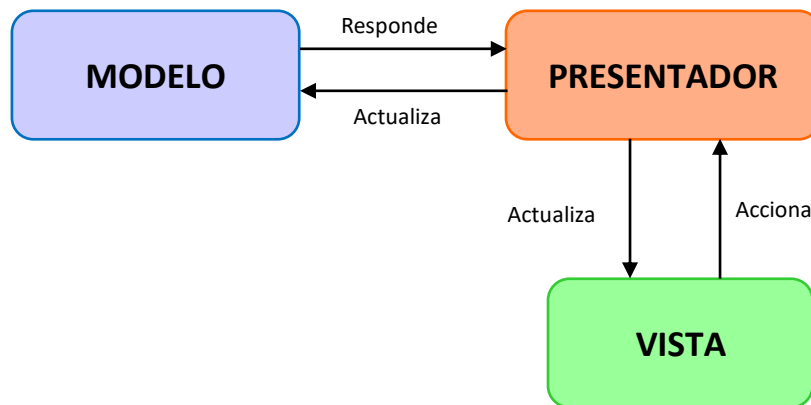 Responde
MODELO
PRESENTADOR
Actualiza
Actualiza
Acciona
VISTA